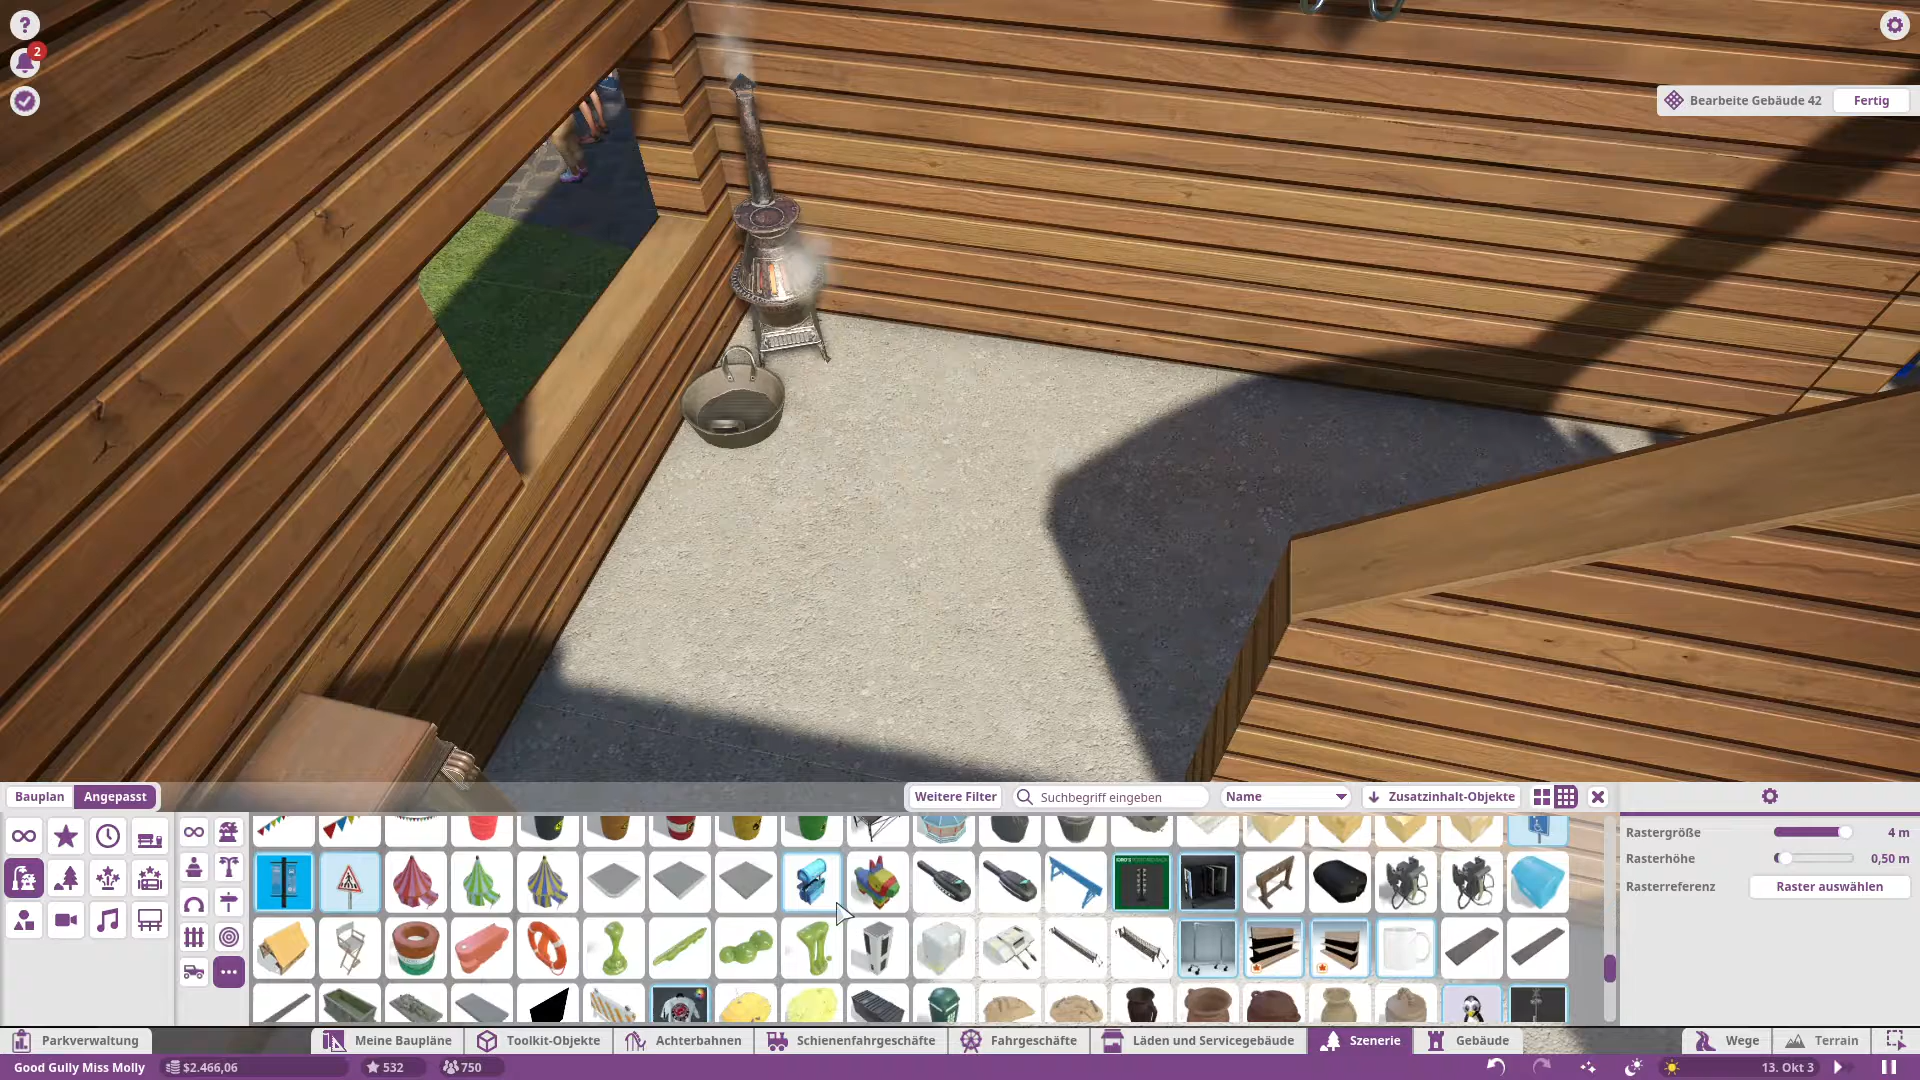 ?
2
Bearbeite Gebäude 42
Fertig
Bauplan
Angepasst
Weitere Filter
Suchbegriff eingeben
Name
Zusatzinhalt-Objekte
Rastergröße
4 m
Rasterhöhe
0,50 m
Rasterreferenz
Raster auswählen
Parkverwaltung
Meine Baupläne
Toolkit-Objekte
Achterbahnen
Schienenfahrgeschäfte
Fahrgeschäfte
Läden und Servicegebäude
Szenerie
Gebäude
Wege
Terrain
Good Gully Miss Molly
$2.466,06
532
750
13. Okt 3